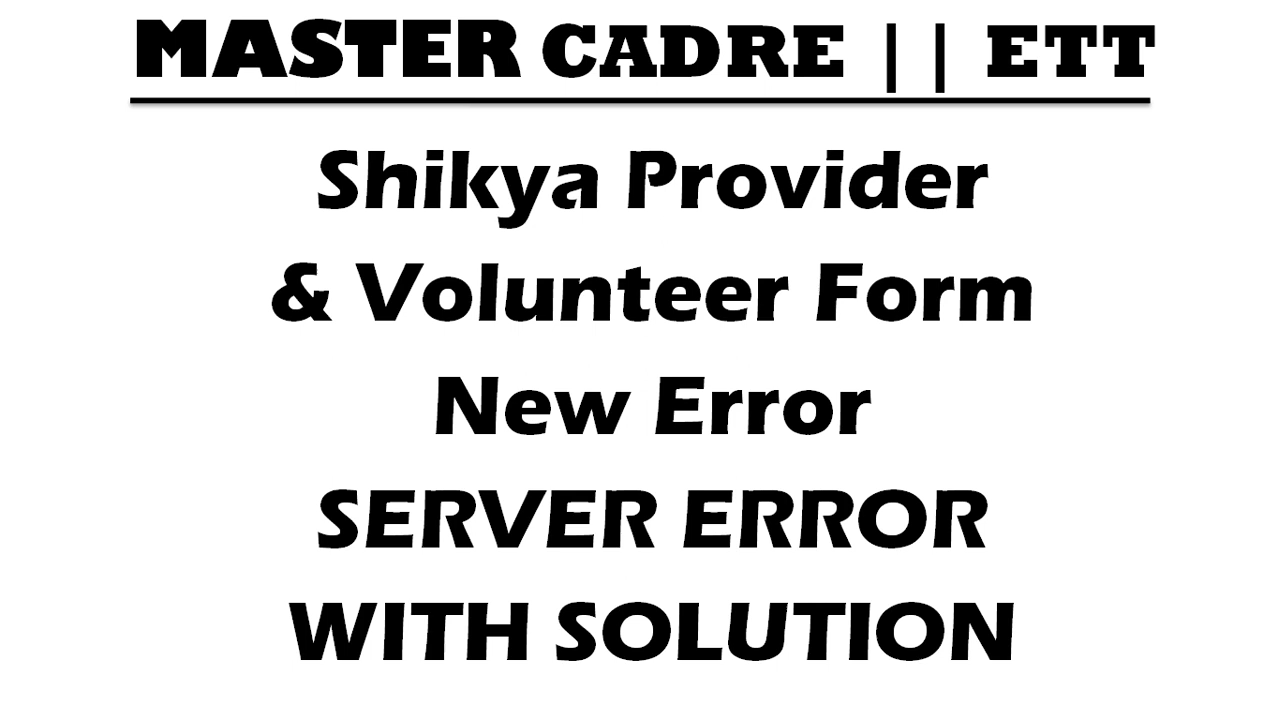 MASTER CADRE || ETT
Shikya Provider
& Volunteer Form
New Error
SERVER ERROR
WITH SOLUTION